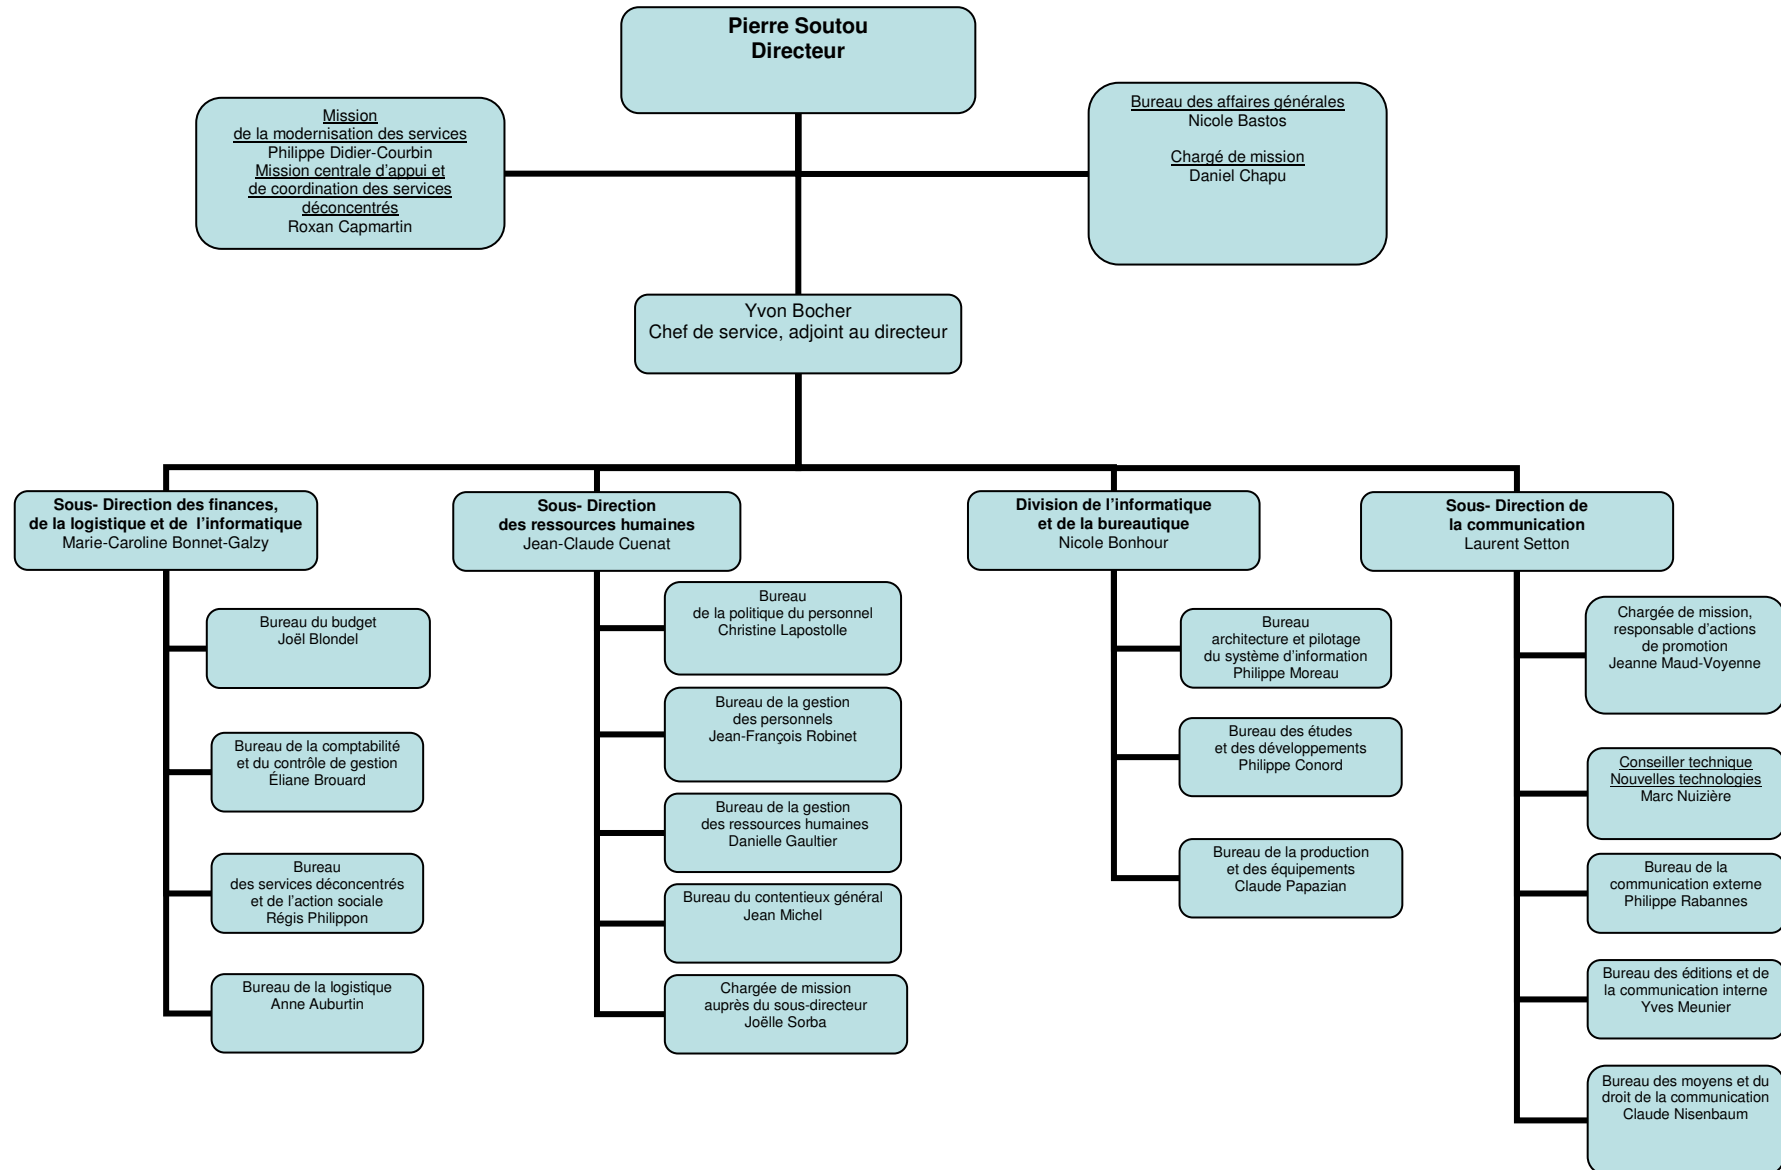 Pierre Soutou
Directeur
Mission
de la modernisation des services
Philippe Didier-Courbin
Mission centrale d'appui et
de coordination des services
déconcentrés
Roxan Capmartin
Bureau des affaires générales
Nicole Bastos
Chargé de mission
Daniel Chapu
Yvon Bocher
Chef de service, adjoint au directeur
Sous- Direction des finances,
de la logistique et de l'informatique
Marie-Caroline Bonnet-Galzy
Bureau du budget
Joël Blondel
Bureau de la comptabilité
et du contrôle de gestion
Éliane Brouard
Bureau
des services déconcentrés
et de l'action sociale
Régis Philippon
Bureau de la logistique
Anne Auburtin
Sous- Direction
des ressources humaines
Jean-Claude Cuenat
Bureau
de la politique du personnel
Christine Lapostolle
Bureau de la gestion
des personnels
Jean-François Robinet
Bureau de la gestion
des ressources humaines
Danielle Gaultier
Bureau du contentieux général
Jean Michel
Chargée de mission
auprès du sous-directeur
Joëlle Sorba
Division de l'informatique
et de la bureautique
Nicole Bonhour
Bureau
architecture et pilotage
du système d'information
Philippe Moreau
Bureau des études
et des développements
Philippe Conord
Bureau de la production
et des équipements
Claude Papazian
Sous- Direction de
la communication
Laurent Setton
Chargée de mission,
responsable d'actions
de promotion
Jeanne Maud-Voyenne
Conseiller technique
Nouvelles technologies
Marc Nuizière
Bureau de la
communication externe
Philippe Rabannes
Bureau des éditions et de
la communication interne
Yves Meunier
Bureau des moyens et du
droit de la communication
Claude Nisenbaum